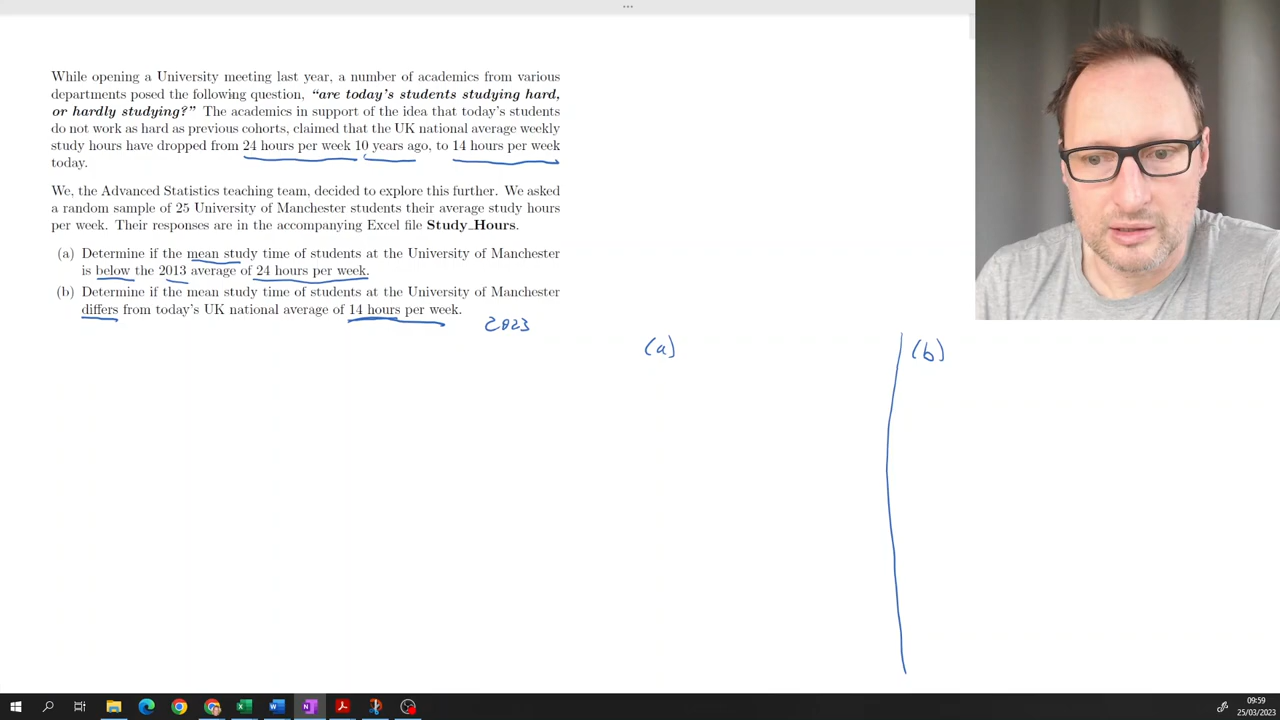 While opening a University meeting last year, a number of academics from various
departments posed the following question, “are today’s students studying hard,
or hardly studying?” The academics in support of the idea that today’s students
do not work as hard as previous cohorts, claimed that the UK national average weekly
study hours have dropped from 24 hours per week 10 years ago, to 14 hours per week
today.
We, the Advanced Statistics teaching team, decided to explore this further. We asked
a random sample of 25 University of Manchester students their average study hours
per week. Their responses are in the accompanying Excel file Study_Hours.
(a) Determine if the mean study time of students at the University of Manchester
is below the 2013 average of 24 hours per week.
(b) Determine if the mean study time of students at the University of Manchester
differs from today’s UK national average of 14 hours per week.
2023
(a)
(b)
09:59
25/03/2023